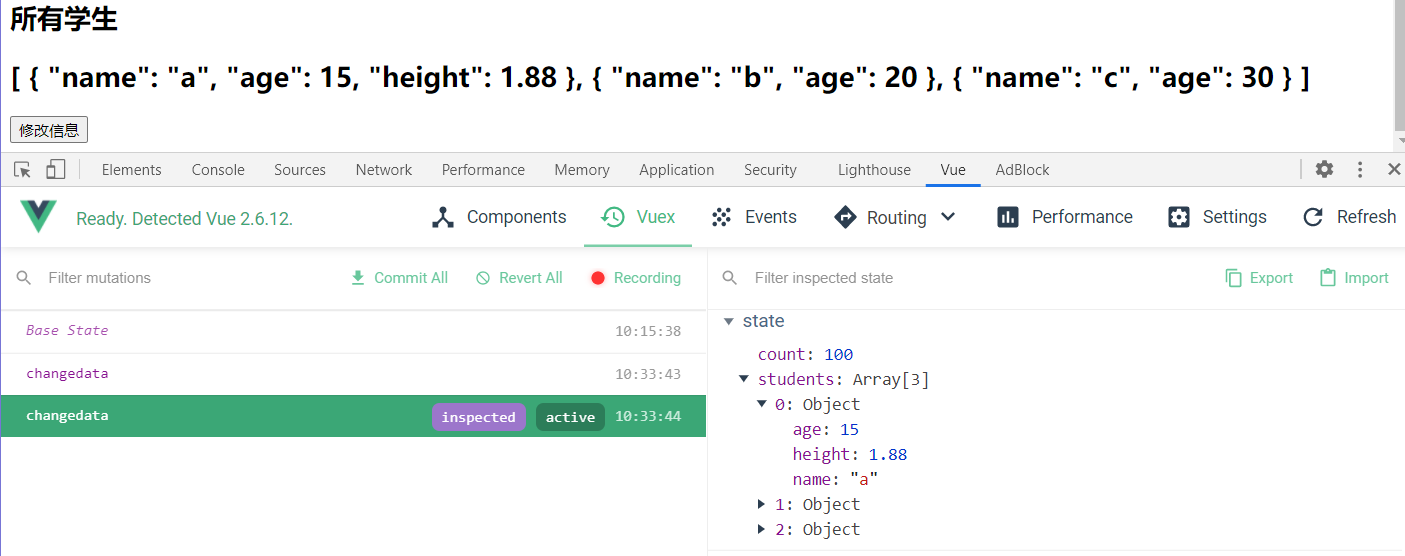 所有学生
[ { "name": "a", "age": 15, "height": 1.88 }, { "name": "b", "age": 20 }, { "name": "c", "age": 30 } ]
修改信息
Elements Console Sources Network Performance Memory Application Security Lighthouse Vue AdBlock
Ready. Detected Vue 2.6.12. Components Vuex Events Routing Performance Settings Refresh
Filter mutations Commit All Revert All Recording Filter inspected state Export Import
Base State 10:15:38
changedata 10:33:43
changedata inspected active 10:33:44
state
count: 100
students: Array[3]
0: Object
age: 15
height: 1.88
name: "a"
1: Object
2: Object